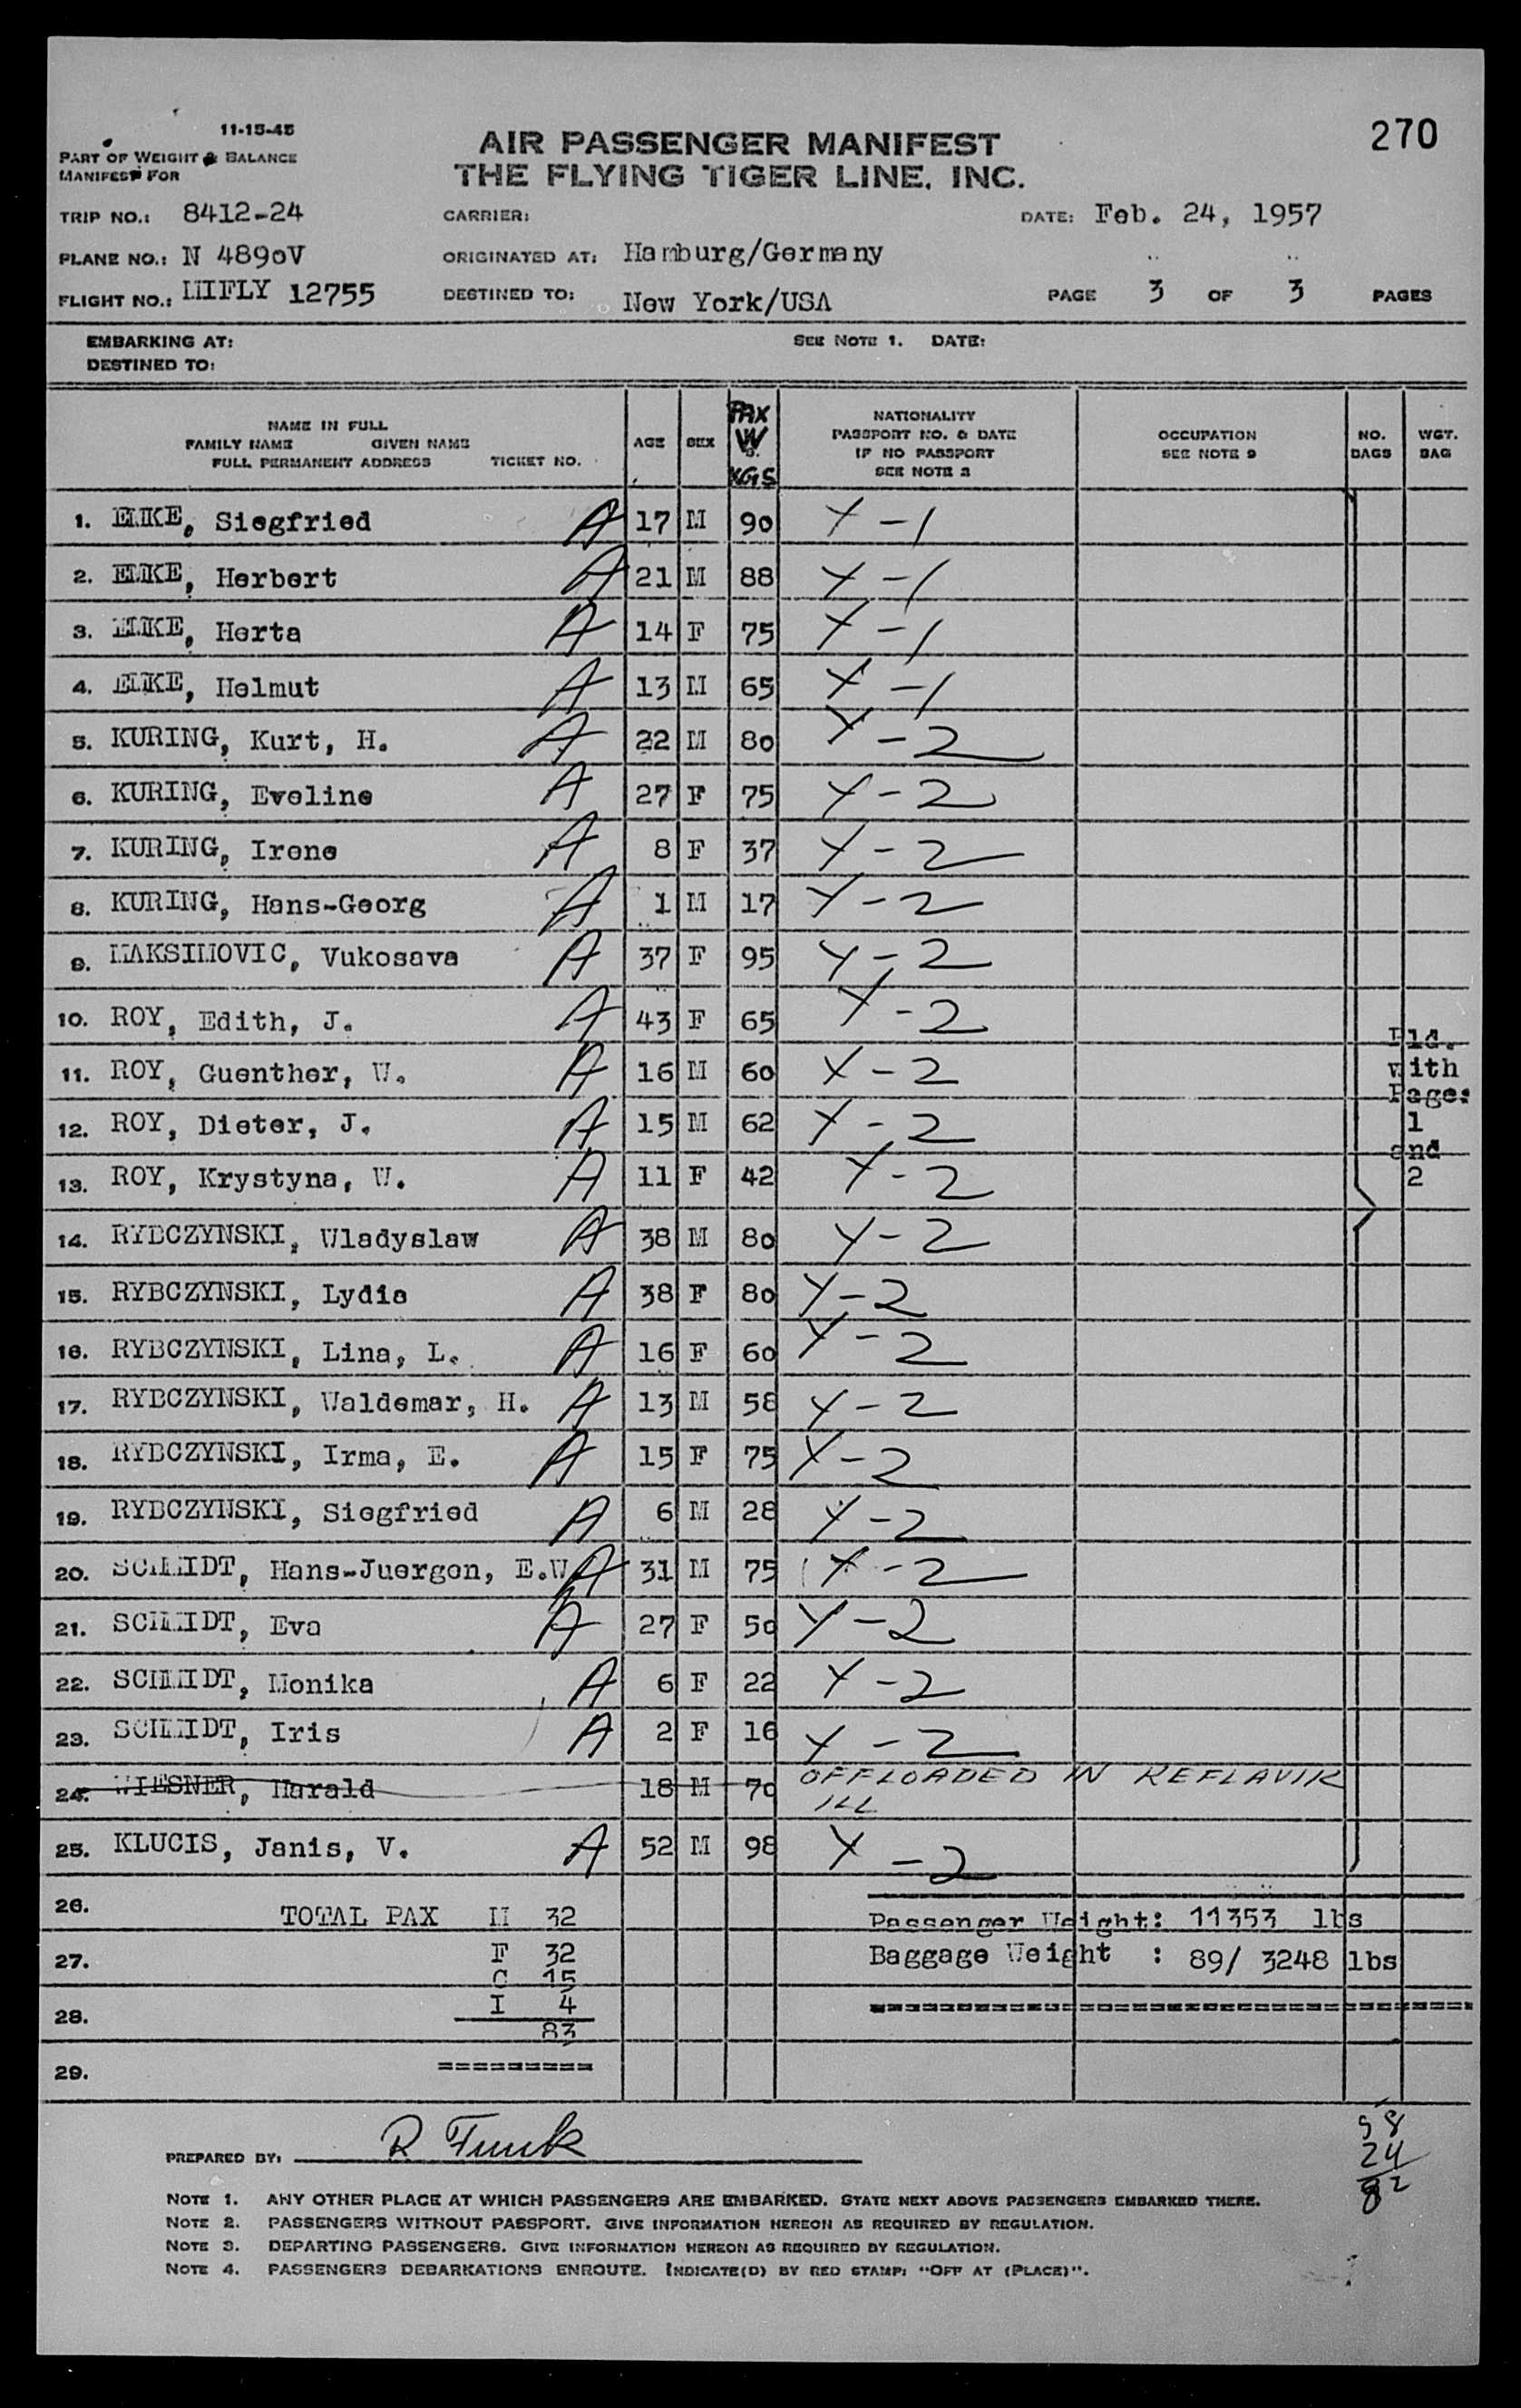 270
11-15-45
PART OF WEIGHT & BALANCE
MANIFEST FOR
AIR PASSENGER MANIFEST
THE FLYING TIGER LINE, INC.
TRIP NO.: 8412-24 CARRIER: DATE: Feb. 24, 1957
PLANE NO.: N 4890V ORIGINATED AT: Hamburg/Germany
FLIGHT NO.: MIFLY 12755 DESTINED TO: New York/USA PAGE 3 OF 3 PAGES
EMBARKING AT: SEE NOTE 1. DATE:
DESTINED TO:
NAME IN FULL
FAMILY NAME GIVEN NAME
FULL PERMANENT ADDRESS TICKET NO.
AGE SEX PAX W G. KGS
NATIONALITY
PASSPORT NO. & DATE
IF NO PASSPORT
SEE NOTE 2
OCCUPATION
SEE NOTE 9
NO. BAGS
WGT. BAG
1. EMKE, Siegfried A 17 M 90 Y-1
2. EMKE, Herbert A 21 M 88 Y-1
3. EMKE, Herta A 14 F 75 Y-1
4. EMKE, Helmut A 13 M 65 Y-1
5. KURING, Kurt, H. A 22 M 80 Y-2
6. KURING, Eveline A 27 F 75 Y-2
7. KURING, Irene A 8 F 37 Y-2
8. KURING, Hans-Georg A 1 M 17 Y-2
9. MAKSIMOVIC, Vukosava A 37 F 95 Y-2
10. ROY, Edith, J. A 43 F 65 Y-2
11. ROY, Guenther, W. A 16 M 60 Y-2
12. ROY, Dieter, J. A 15 M 62 Y-2
13. ROY, Krystyna, W. A 11 F 42 Y-2
Pld.
with
Page:
1
and
2
14. RYBCZYNSKI, Wladyslaw A 38 M 80 Y-2
15. RYBCZYNSKI, Lydia A 38 F 80 Y-2
16. RYBCZYNSKI, Lina, L. A 16 F 60 Y-2
17. RYBCZYNSKI, Waldemar, H. A 13 M 58 Y-2
18. RYBCZYNSKI, Irma, E. A 15 F 75 Y-2
19. RYBCZYNSKI, Siegfried A 6 M 28 Y-2
20. SCHMIDT, Hans-Juergen, E.W. A 31 M 75 Y-2
21. SCHMIDT, Eva A 27 F 50 Y-2
22. SCHMIDT, Monika A 6 F 22 Y-2
23. SCHMIDT, Iris A 2 F 16 Y-2
24. WIESNER, Harald 18 M 70 OFFLOADED IN KEFLAVIK
ILL
25. KLUCIS, Janis, V. A 52 M 98 Y-2
26. TOTAL PAX M 32 Passenger Weight: 11353 lbs
27. F 32 Baggage Weight : 89/ 3248 lbs
C 15
28. I 4
83
29.
58
24
82
PREPARED BY: R Funk
NOTE 1. ANY OTHER PLACE AT WHICH PASSENGERS ARE EMBARKED. STATE NEXT ABOVE PASSENGERS EMBARKED THERE.
NOTE 2. PASSENGERS WITHOUT PASSPORT. GIVE INFORMATION HEREON AS REQUIRED BY REGULATION.
NOTE 3. DEPARTING PASSENGERS. GIVE INFORMATION HEREON AS REQUIRED BY REGULATION.
NOTE 4. PASSENGERS DEBARKATIONS ENROUTE. INDICATE(D) BY RED STAMP: "OFF AT (PLACE)".